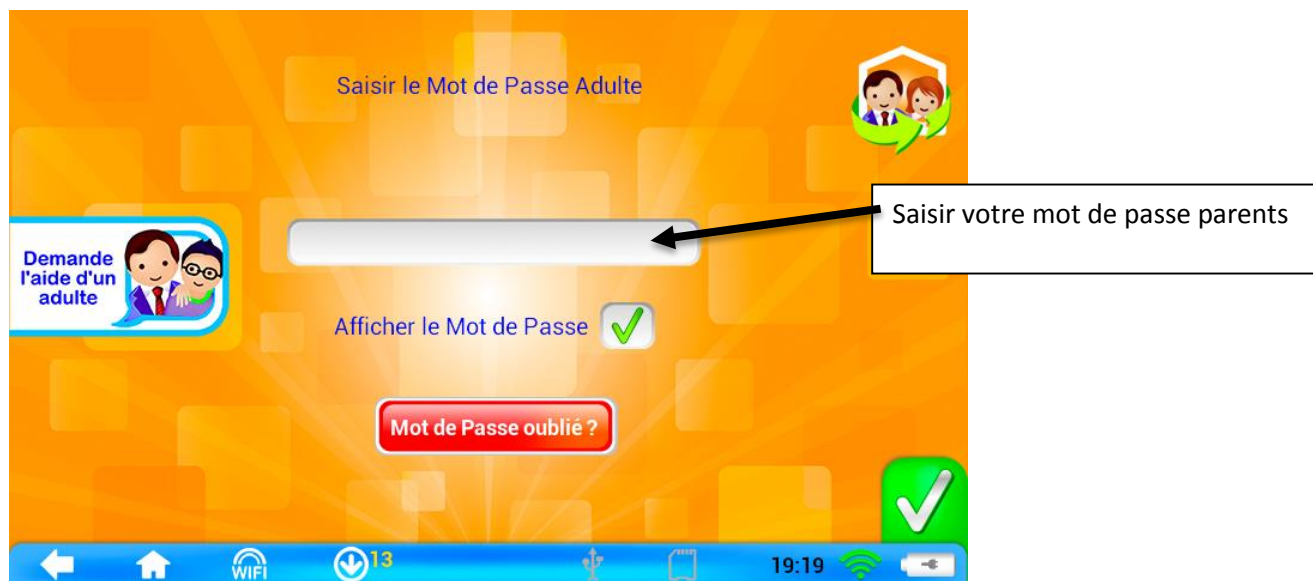 Saisir le Mot de Passe Adulte
Saisir votre mot de passe parents
Demande
l'aide d'un
adulte
Afficher le Mot de Passe
Mot de Passe oublié ?
WIFI
13
19:19